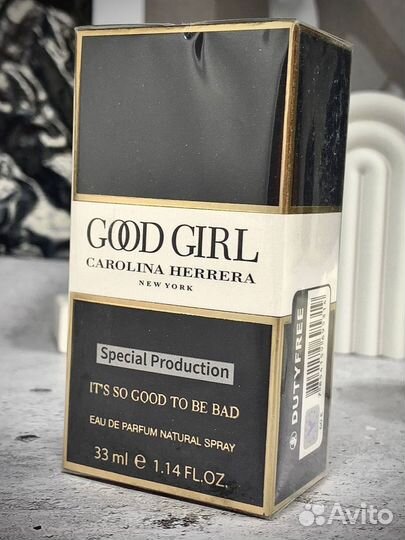 GOOD GIRL
CAROLINA HERRERA
NEW YORK
Special Production
IT'S SO GOOD TO BE BAD
EAU DE PARFUM NATURAL SPRAY
33 ml e 1.14 FL.OZ.
DUTYFREE
Avito